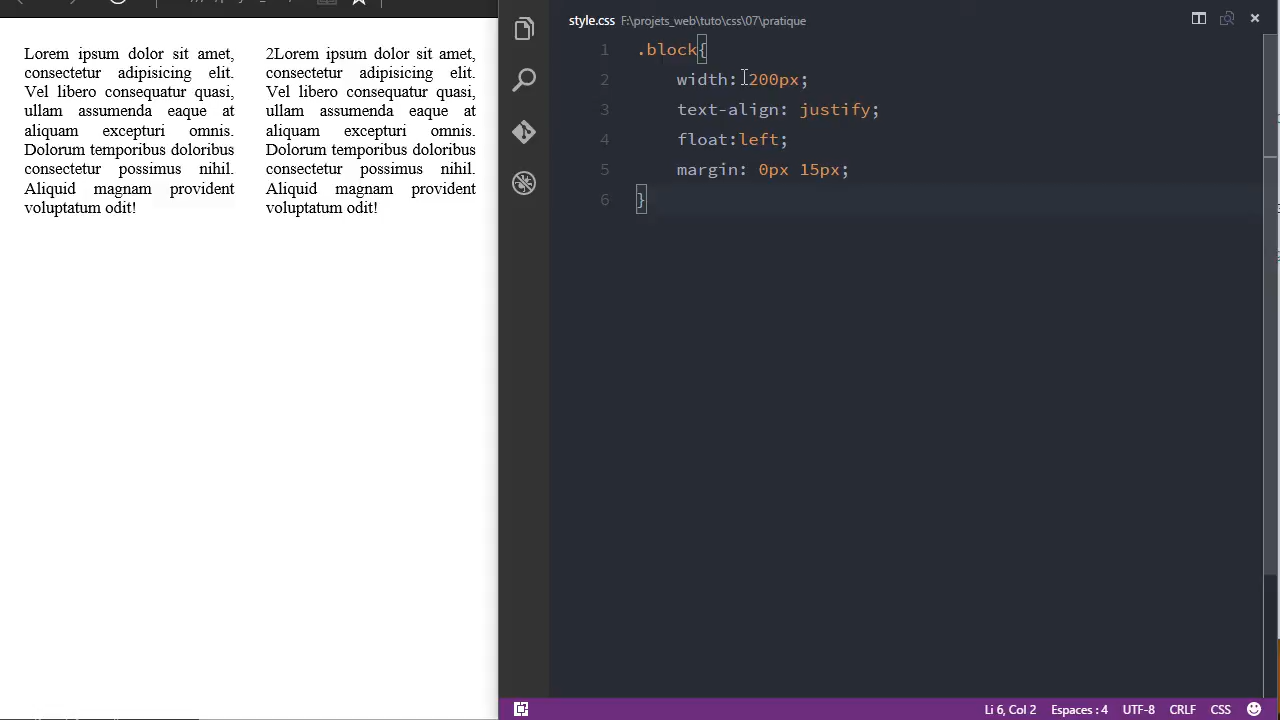 Lorem ipsum dolor sit amet,
consectetur adipisicing elit.
Vel libero consequatur quasi,
ullam assumenda eaque at
aliquam excepturi omnis.
Dolorum temporibus doloribus
consectetur possimus nihil.
Aliquid magnam provident
voluptatum odit!
2Lorem ipsum dolor sit amet,
consectetur adipisicing elit.
Vel libero consequatur quasi,
ullam assumenda eaque at
aliquam excepturi omnis.
Dolorum temporibus doloribus
consectetur possimus nihil.
Aliquid magnam provident
voluptatum odit!
style.css F:\projets_web\tuto\css\07\pratique
1 .block{
2 width: 200px;
3 text-align: justify;
4 float:left;
5 margin: 0px 15px;
6 }
Li 6, Col 2 Espaces : 4 UTF-8 CRLF CSS